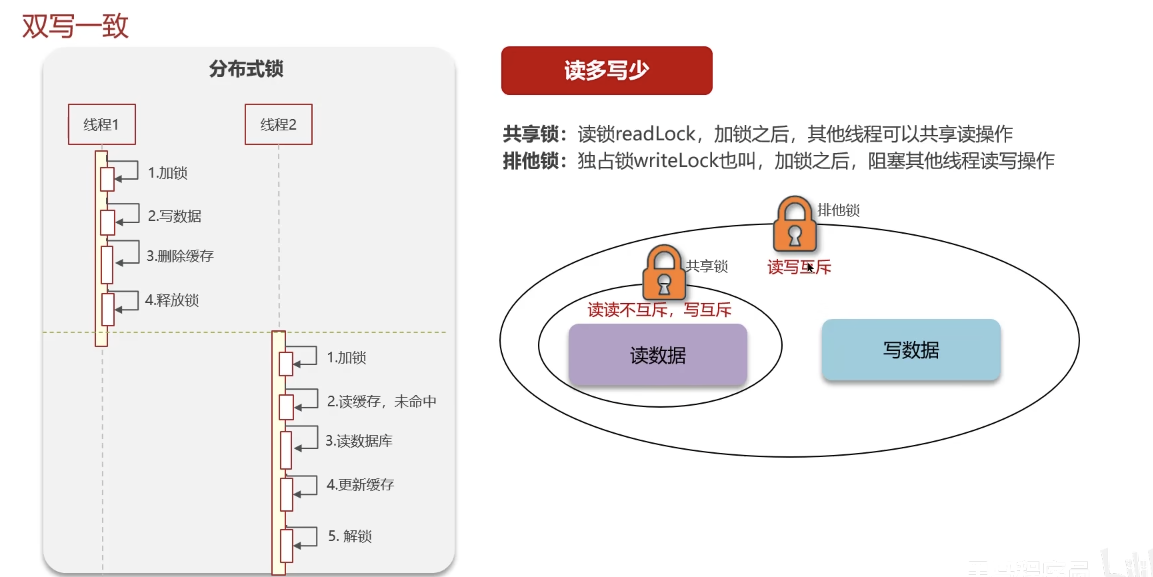 双写一致
分布式锁
线程1
线程2
1.加锁
2.写数据
3.删除缓存
4.释放锁
1.加锁
2.读缓存，未命中
3.读数据库
4.更新缓存
5. 解锁
读多写少
共享锁：读锁readLock，加锁之后，其他线程可以共享读操作
排他锁：独占锁writeLock也叫，加锁之后，阻塞其他线程读写操作
排他锁
读写互斥
共享锁
读读不互斥，写互斥
读数据
写数据